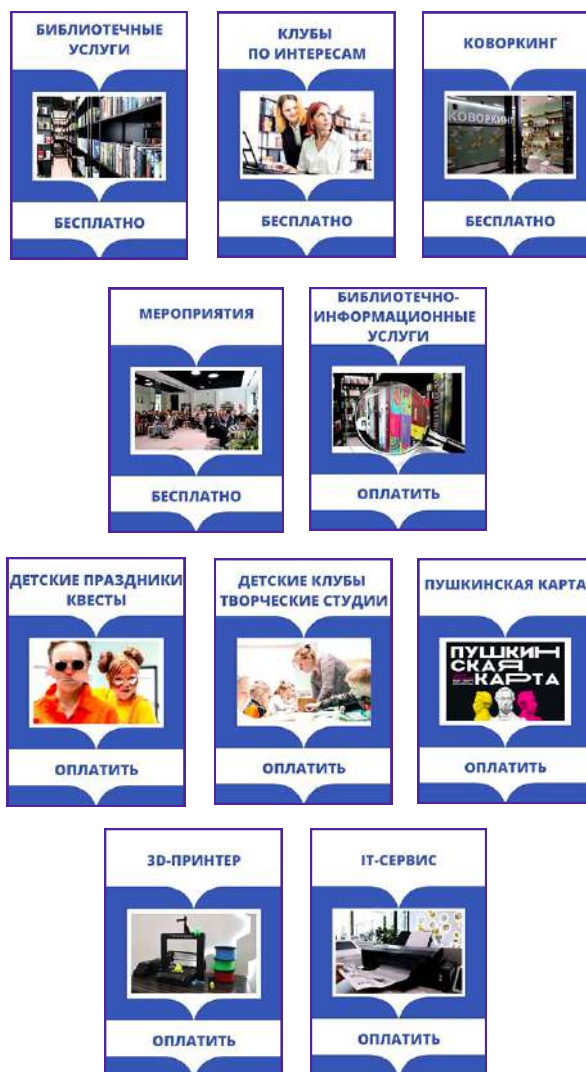 БИБЛИОТЕЧНЫЕ
УСЛУГИ
БЕСПЛАТНО
КЛУБЫ
ПО ИНТЕРЕСАМ
БЕСПЛАТНО
КОВОРКИНГ
КОВОРКИНГ
БЕСПЛАТНО
МЕРОПРИЯТИЯ
БЕСПЛАТНО
БИБЛИОТЕЧНО-
ИНФОРМАЦИОННЫЕ
УСЛУГИ
ОПЛАТИТЬ
ДЕТСКИЕ ПРАЗДНИКИ
КВЕСТЫ
ОПЛАТИТЬ
ДЕТСКИЕ КЛУБЫ
ТВОРЧЕСКИЕ СТУДИИ
ОПЛАТИТЬ
ПУШКИНСКАЯ КАРТА
ПУШКИН
СКАЯ
КАРТА
ОПЛАТИТЬ
3D-ПРИНТЕР
ОПЛАТИТЬ
IT-СЕРВИС
ОПЛАТИТЬ